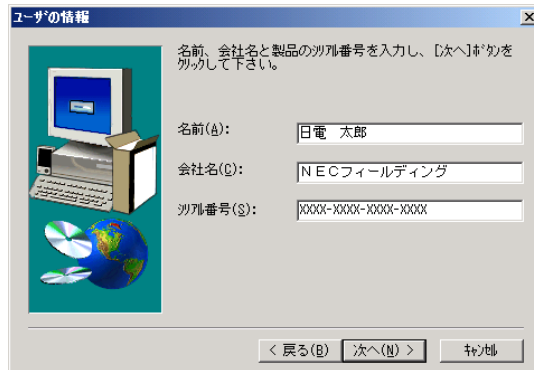 ユーザの情報
名前、会社名と製品のｼﾘｱﾙ番号を入力し、[次へ]ﾎﾞﾀﾝを
ｸﾘｯｸして下さい。
名前(A):
日電　太郎
会社名(C):
ＮＥＣフィールディング
ｼﾘｱﾙ番号(S):
XXXX-XXXX-XXXX-XXXX
< 戻る(B)
次へ(N) >
ｷｬﾝｾﾙ